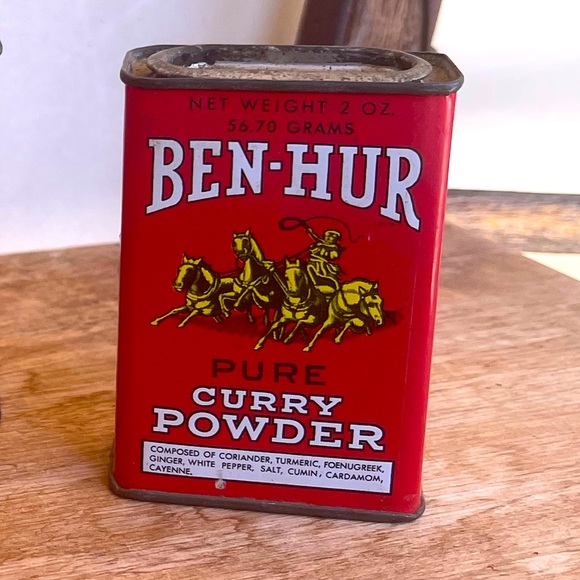 NET WEIGHT 2 OZ.
56.70 GRAMS
BEN-HUR
PURE
CURRY
POWDER
COMPOSED OF CORIANDER, TURMERIC, FOENUGREEK,
GINGER, WHITE PEPPER, SALT, CUMIN, CARDAMOM,
CAYENNE.